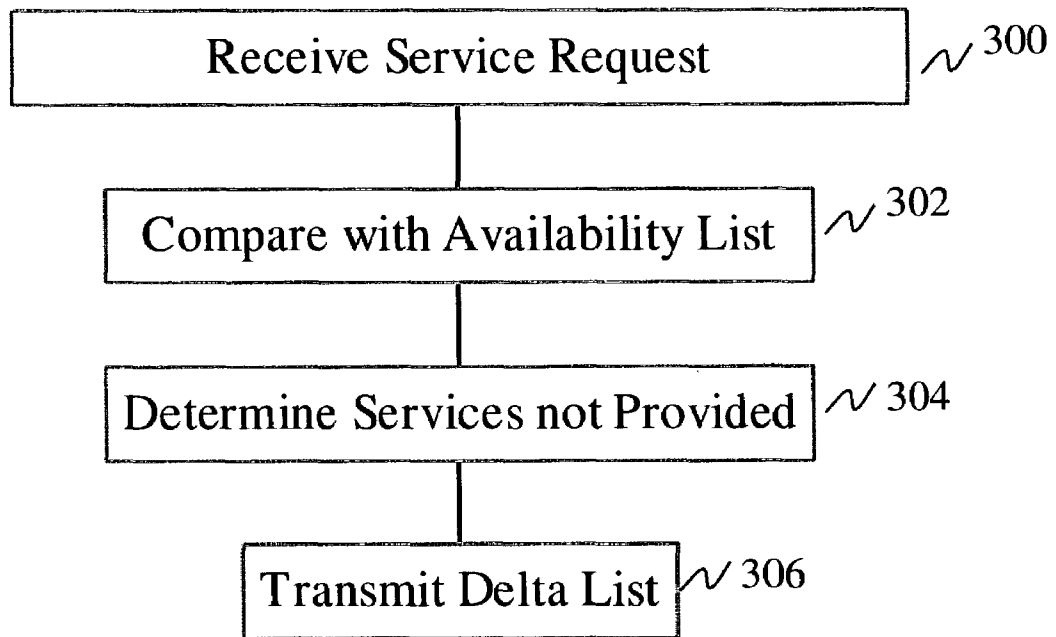 Receive Service Request
300
Compare with Availability List
302
Determine Services not Provided
304
Transmit Delta List
306